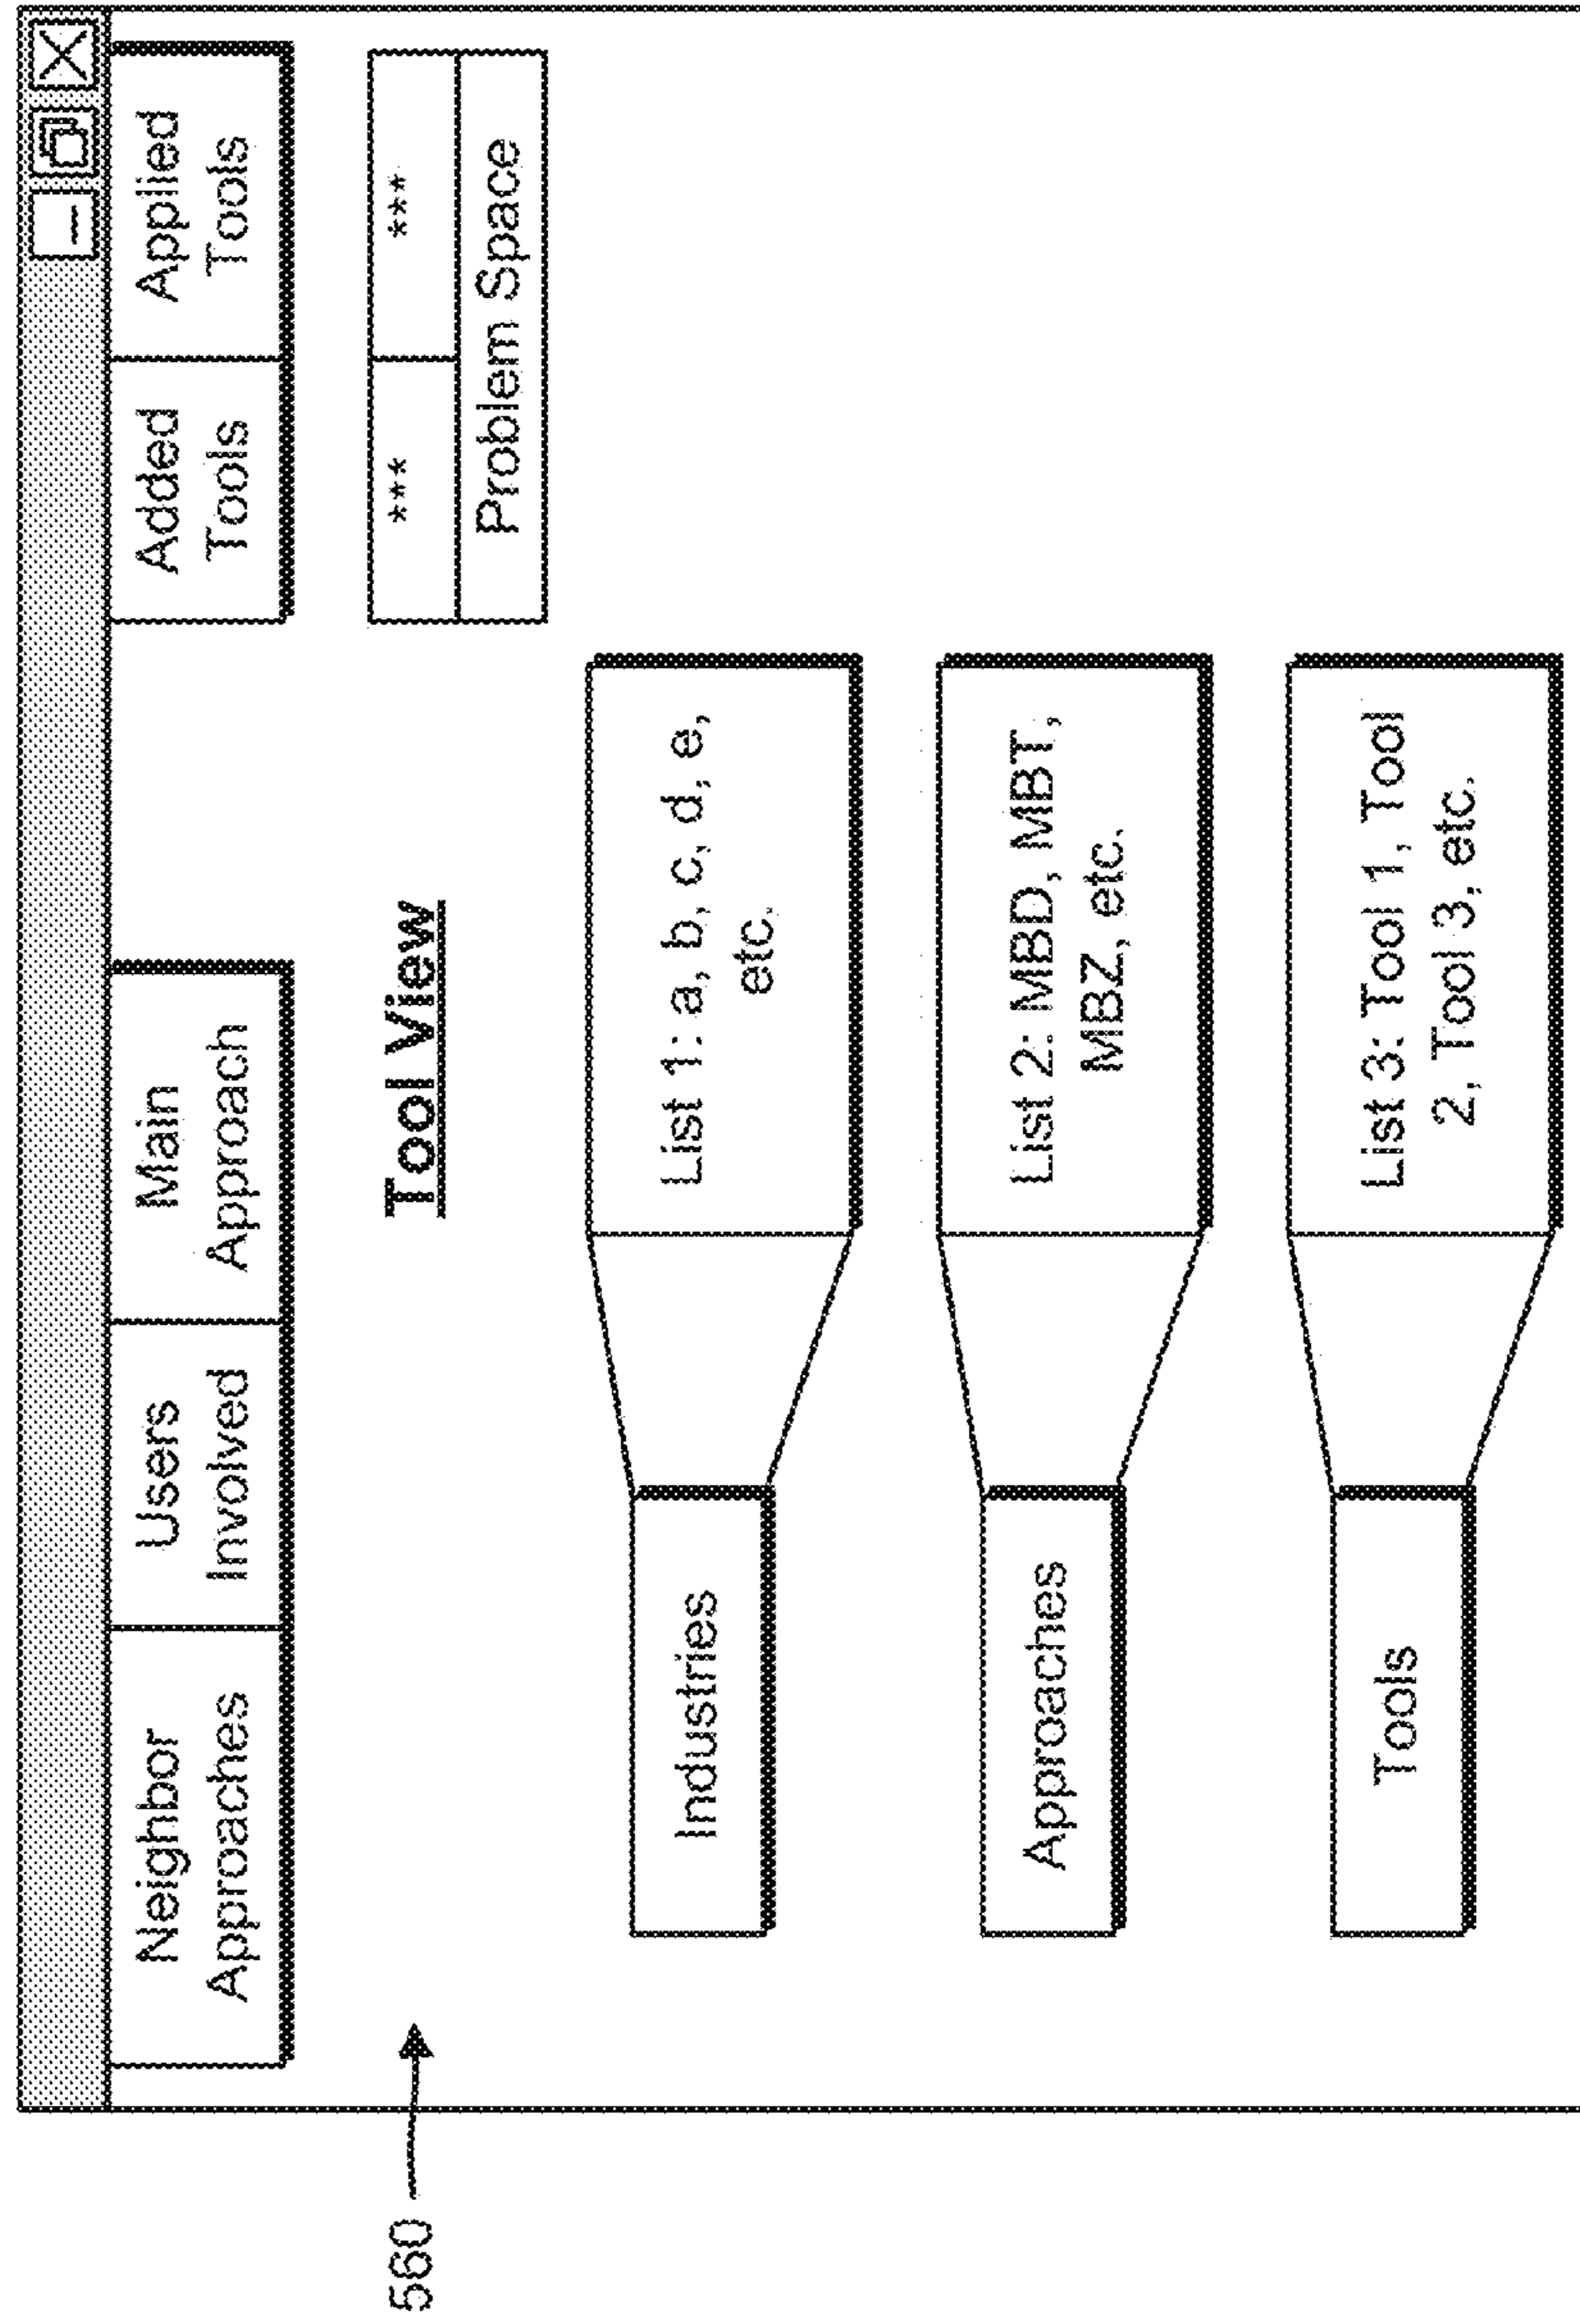 Neighbor
Approaches
Users
Involved
Main
Approach
Added
Tools
Applied
Tools
560
Tool View
*** ***
Problem Space
Industries
List 1: a, b, c, d, e,
etc.
Approaches
List 2: MBD, MBT,
MBZ, etc.
Tools
List 3: Tool 1, Tool
2, Tool 3, etc.